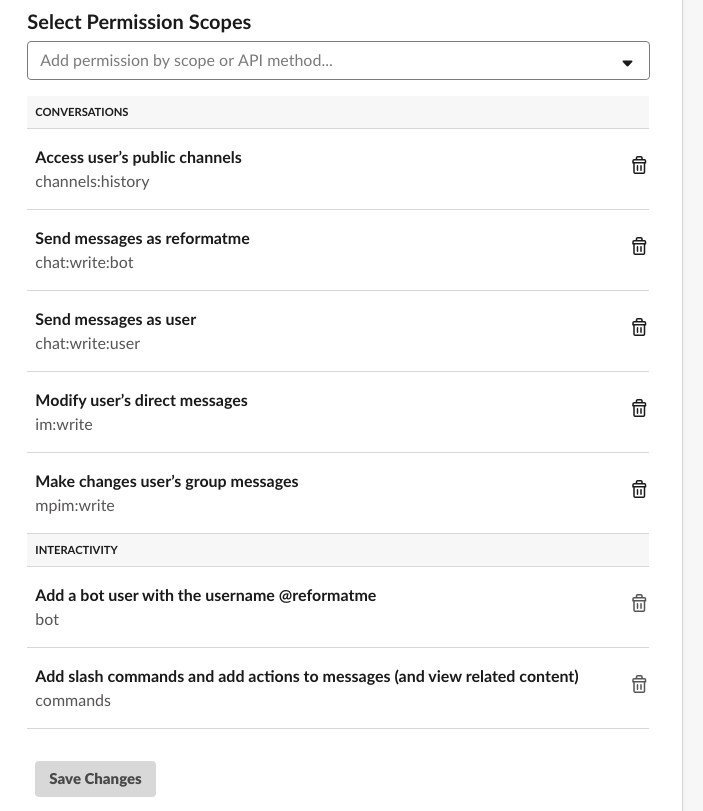 Select Permission Scopes
Add permission by scope or API method...
CONVERSATIONS
Access user’s public channels
channels:history
Send messages as reformatme
chat:write:bot
Send messages as user
chat:write:user
Modify user’s direct messages
im:write
Make changes user’s group messages
mpim:write
INTERACTIVITY
Add a bot user with the username @reformatme
bot
Add slash commands and add actions to messages (and view related content)
commands
Save Changes